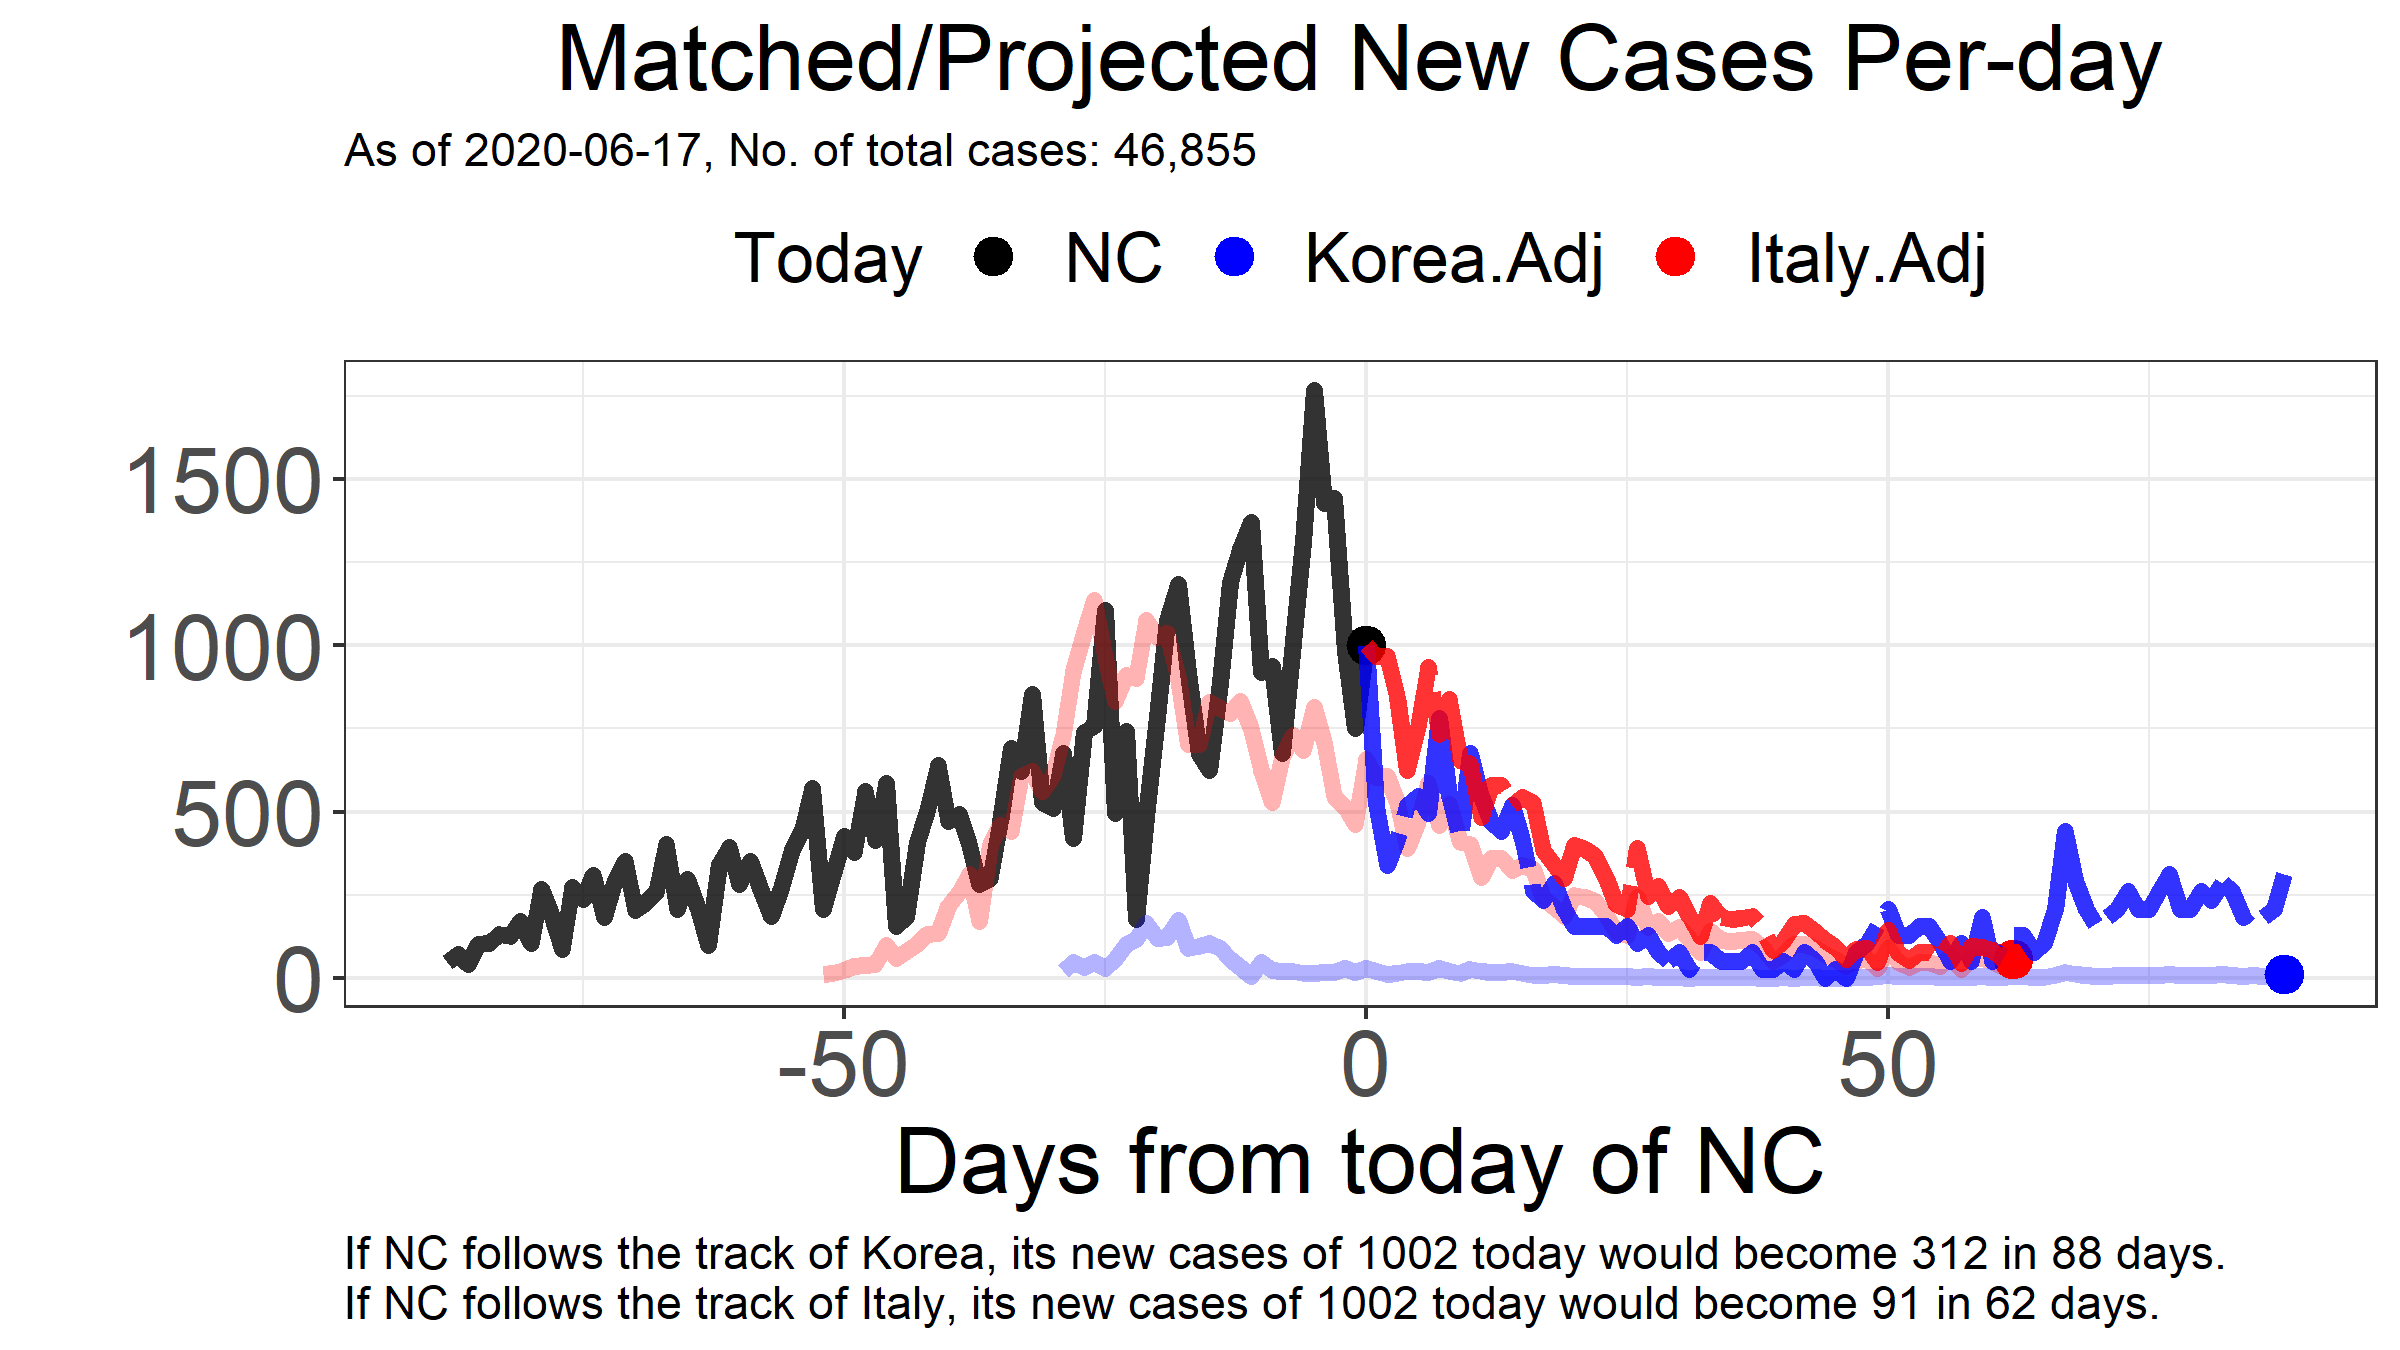 Matched/Projected New Cases Per-day
As of 2020-06-17, No. of total cases: 46,855
Today NC Korea.Adj Italy.Adj
1500
1000
500
0
-50 0 50
Days from today of NC
If NC follows the track of Korea, its new cases of 1002 today would become 312 in 88 days.
If NC follows the track of Italy, its new cases of 1002 today would become 91 in 62 days.